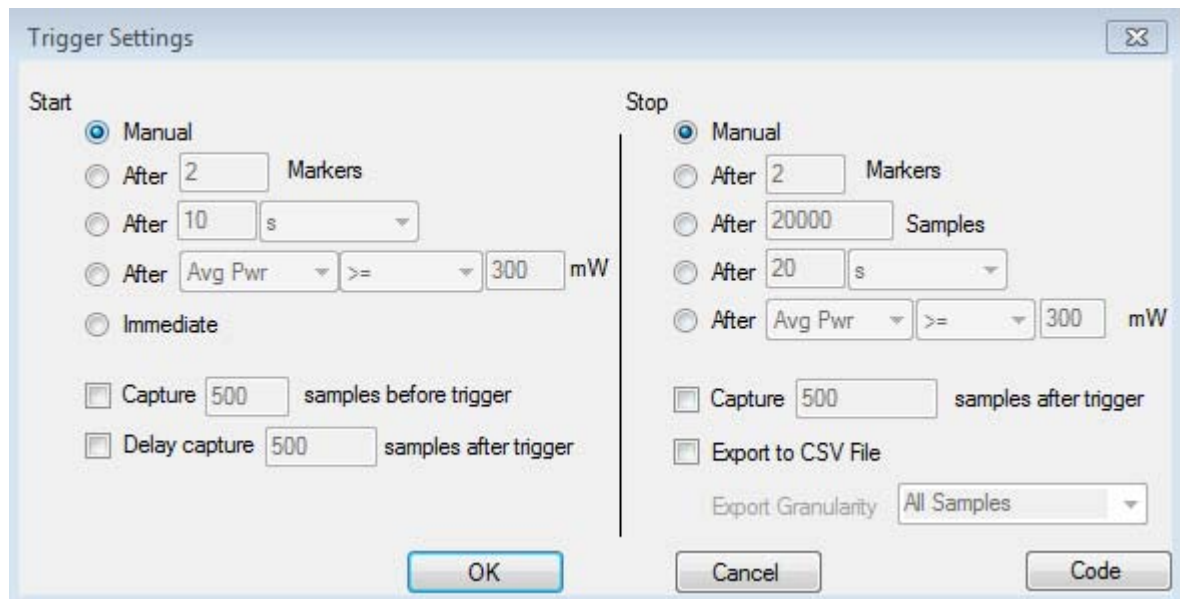 Trigger Settings
Start
Manual
After 2 Markers
After 10 s
After Avg Pwr >= 300 mW
Immediate
Capture 500 samples before trigger
Delay capture 500 samples after trigger
Stop
Manual
After 2 Markers
After 20000 Samples
After 20 s
After Avg Pwr >= 300 mW
Capture 500 samples after trigger
Export to CSV File
Export Granularity All Samples
OK
Cancel
Code